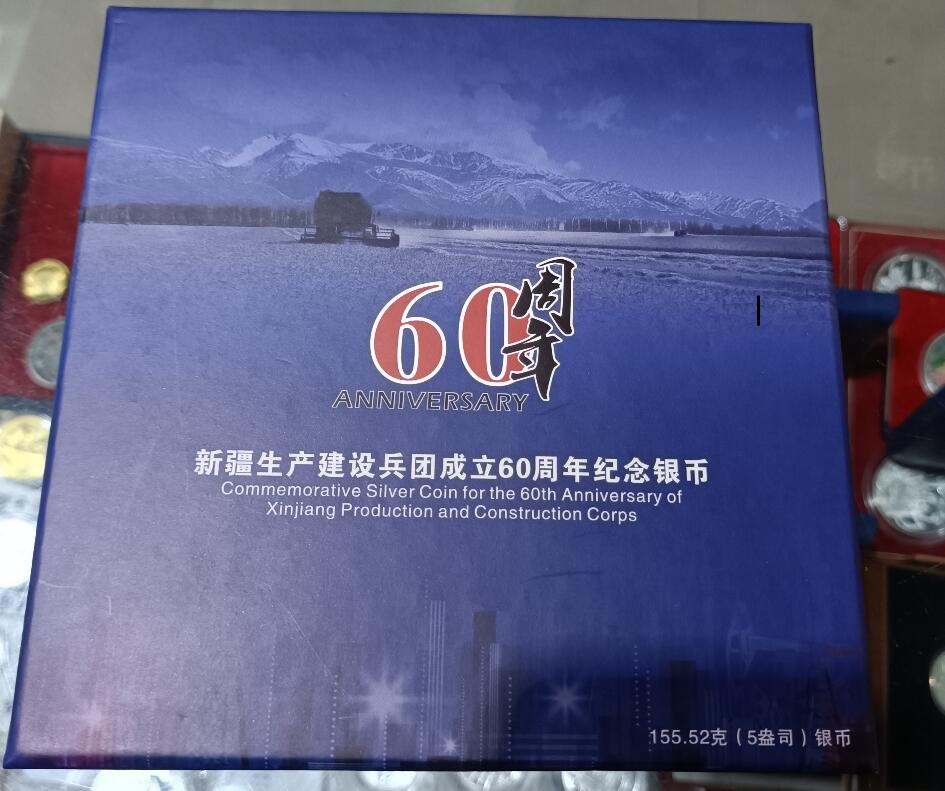 60周年
ANNIVERSARY
新疆生产建设兵团成立60周年纪念银币
Commemorative Silver Coin for the 60th Anniversary of
Xinjiang Production and Construction Corps
155.52克（5盎司）银币